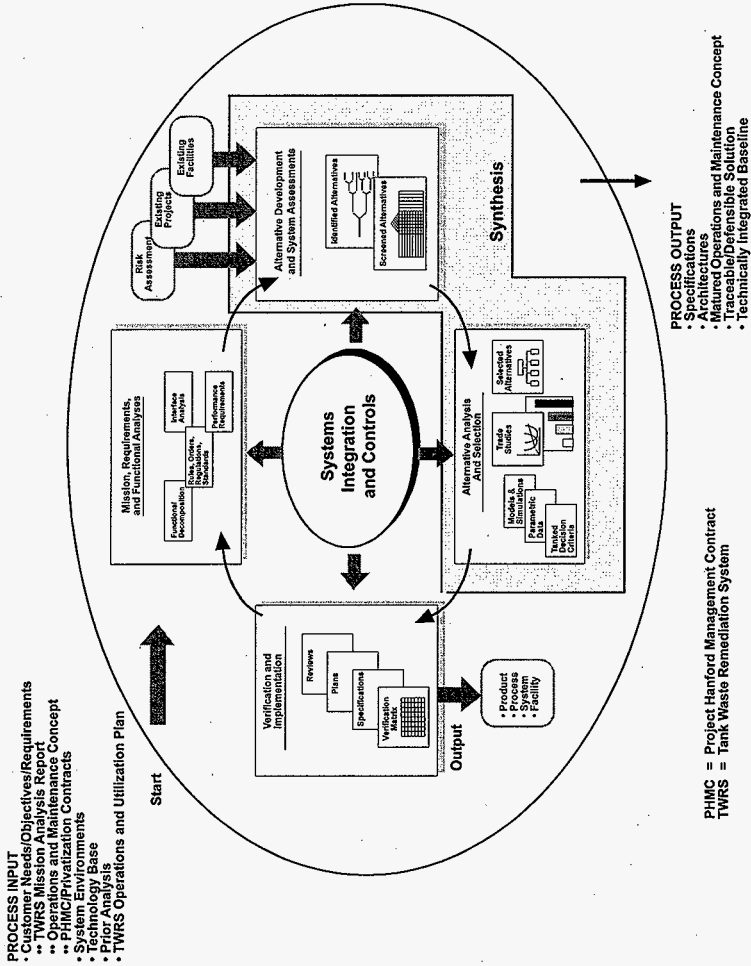 PROCESS INPUT
• Customer Needs/Objectives/Requirements
•• TWRS Mission Analysis Report
•• Operations and Maintenance Concept
•• PHMC/Privatization Contracts
• System Environments
• Technology Base
• Prior Analysis
• TWRS Operations and Utilization Plan
Start
Mission, Requirements,
and Functional Analyses
Functional
Decomposition
Rules, Orders,
Regulations,
Standards
Interface
Analysis
Performance
Requirements
Risk
Assessment
Existing
Projects
Existing
Facilities
Verification and
Implementation
Reviews
Plans
Specifications
Verification
Matrix
Output
• Product
• Process
• System
• Facility
Systems
Integration
and Controls
Alternative Development
and System Assessments
Identified Alternatives
Screened Alternatives
Synthesis
Alternative Analysis
And Selection
Models &
Simulations
Parametric
Data
Tanked
Decision
Criteria
Trade
Studies
Selected
Alternatives
PROCESS OUTPUT
• Specifications
• Architectures
• Matured Operations and Maintenance Concept
• Traceable/Defensible Solution
• Technically Integrated Baseline
PHMC = Project Hanford Management Contract
TWRS = Tank Waste Remediation System